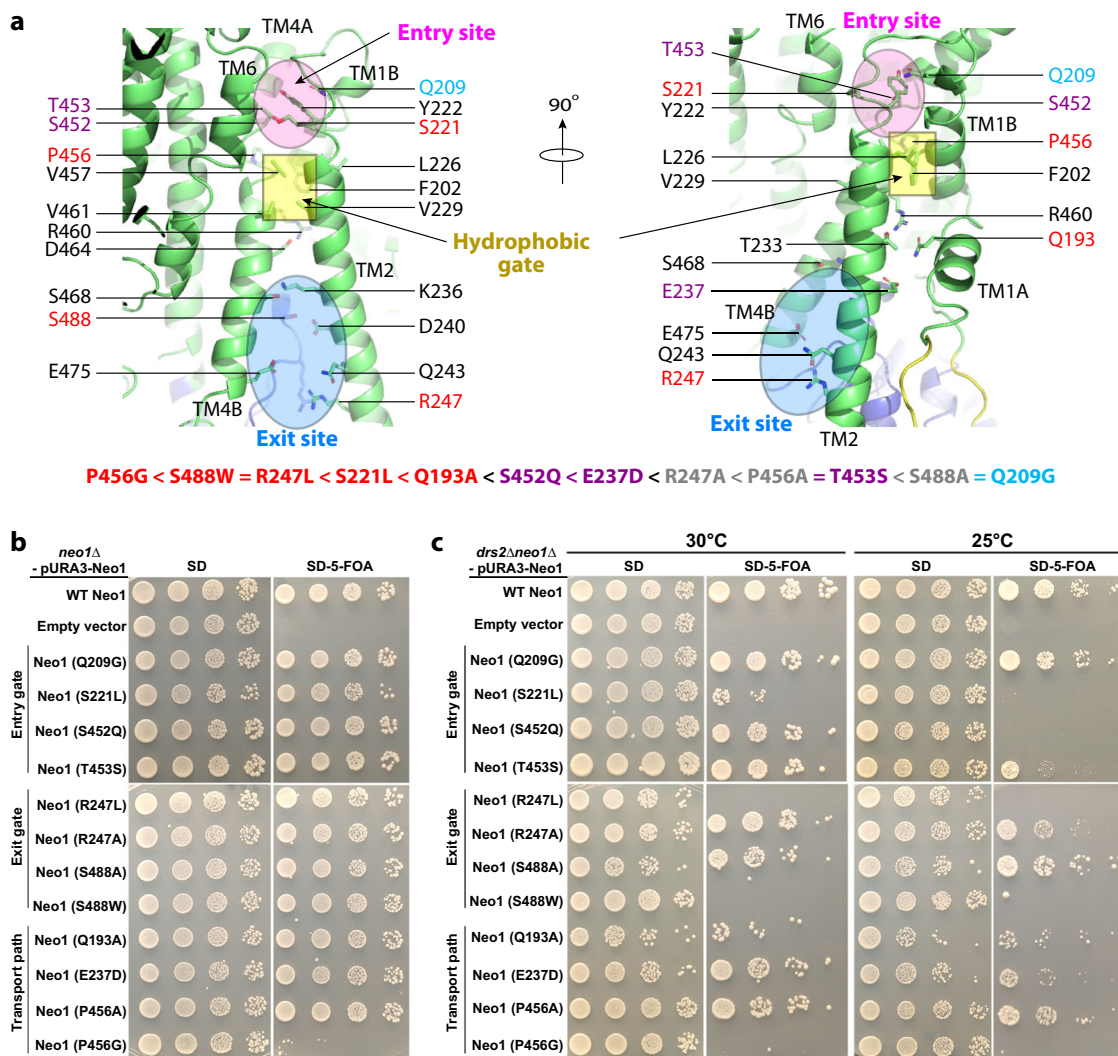 a
TM4A
Entry site
TM6
TM1B
T453
S452
Q209
Y222
S221
P456
V457
L226
F202
V461
V229
R460
D464
Hydrophobic
gate
TM2
S468
S488
K236
D240
E475
Q243
TM4B
R247
Exit site
90°
TM6
Entry site
T453
Q209
S221
Y222
S452
TM1B
P456
L226
F202
V229
R460
T233
Q193
S468
E237
TM1A
TM4B
E475
Q243
R247
Exit site
TM2
P456G < S488W = R247L < S221L < Q193A < S452Q < E237D < R247A < P456A = T453S < S488A = Q209G
b
neo1Δ
- pURA3-Neo1
SD
SD-5-FOA
WT Neo1
Empty vector
Entry gate
Neo1 (Q209G)
Neo1 (S221L)
Neo1 (S452Q)
Neo1 (T453S)
Exit gate
Neo1 (R247L)
Neo1 (R247A)
Neo1 (S488A)
Neo1 (S488W)
Transport path
Neo1 (Q193A)
Neo1 (E237D)
Neo1 (P456A)
Neo1 (P456G)
c
drs2Δneo1Δ
- pURA3-Neo1
30°C
25°C
SD
SD-5-FOA
SD
SD-5-FOA
WT Neo1
Empty vector
Entry gate
Neo1 (Q209G)
Neo1 (S221L)
Neo1 (S452Q)
Neo1 (T453S)
Exit gate
Neo1 (R247L)
Neo1 (R247A)
Neo1 (S488A)
Neo1 (S488W)
Transport path
Neo1 (Q193A)
Neo1 (E237D)
Neo1 (P456A)
Neo1 (P456G)